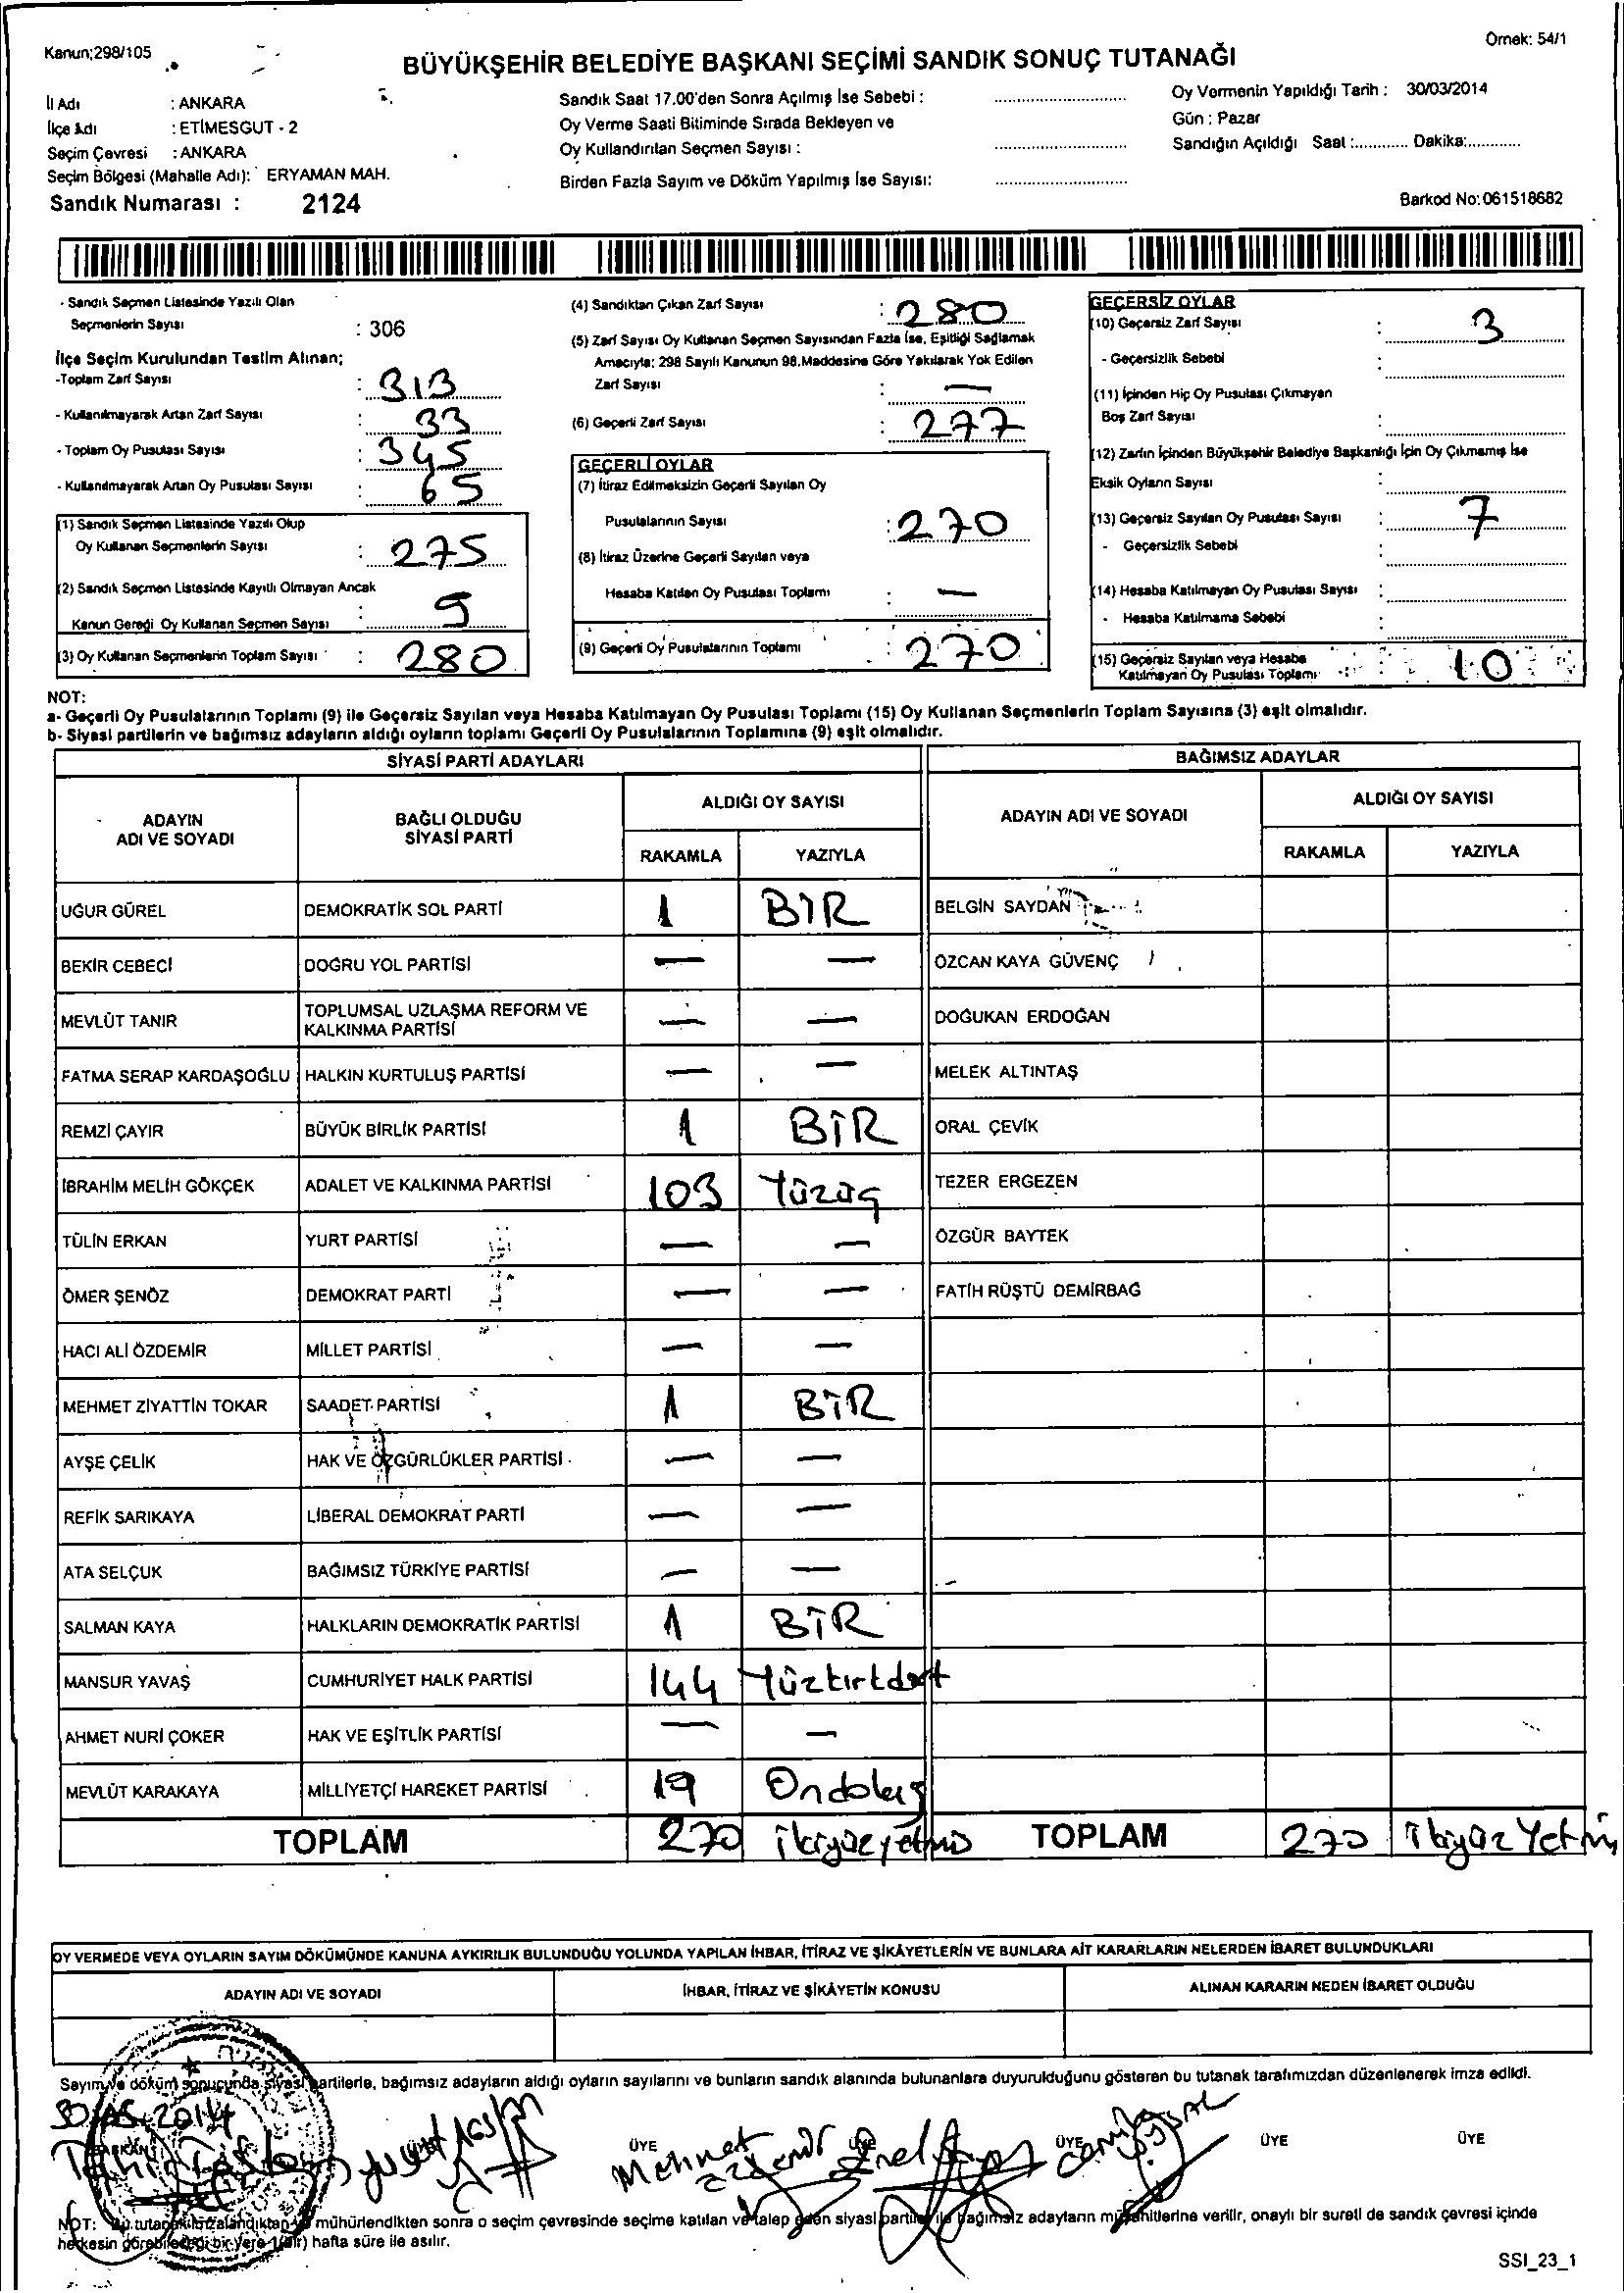 Kanun;298/105
Örnek: 54/1
BÜYÜKŞEHİR BELEDİYE BAŞKANI SEÇİMİ SANDIK SONUÇ TUTANAĞI
İl Adı : ANKARA
İlçe Adı : ETİMESGUT - 2
Seçim Çevresi : ANKARA
Seçim Bölgesi (Mahalle Adı): ERYAMAN MAH.
Sandık Numarası : 2124
Sandık Saat 17.00'den Sonra Açılmış İse Sebebi :
Oy Verme Saati Bitiminde Sırada Bekleyen ve
Oy Kullandırılan Seçmen Sayısı :
Birden Fazla Sayım ve Döküm Yapılmış İse Sayısı:
Oy Vermenin Yapıldığı Tarih : 30/03/2014
Gün : Pazar
Sandığın Açıldığı Saat :............ Dakika:............
Barkod No:061518682
- Sandık Seçmen Listesinde Yazılı Olan
Seçmenlerin Sayısı : 306
İlçe Seçim Kurulundan Teslim Alınan;
-Toplam Zarf Sayısı : 313
- Kullanılmayarak Artan Zarf Sayısı : 33
- Toplam Oy Pusulası Sayısı : 345
- Kullanılmayarak Artan Oy Pusulası Sayısı : 65
(1) Sandık Seçmen Listesinde Yazılı Olup
Oy Kullanan Seçmenlerin Sayısı : 275
(2) Sandık Seçmen Listesinde Kayıtlı Olmayan Ancak
Kanun Gereği Oy Kullanan Seçmen Sayısı : 5
(3) Oy Kullanan Seçmenlerin Toplam Sayısı : 280
(4) Sandıktan Çıkan Zarf Sayısı : 280
(5) Zarf Sayısı Oy Kullanan Seçmen Sayısından Fazla İse, Eşitliği Sağlamak
Amacıyla; 298 Sayılı Kanunun 98.Maddesine Göre Yakılarak Yok Edilen
Zarf Sayısı : —
(6) Geçerli Zarf Sayısı : 277
GEÇERLİ OYLAR
(7) İtiraz Edilmeksizin Geçerli Sayılan Oy
Pusulalarının Sayısı : 270
(8) İtiraz Üzerine Geçerli Sayılan veya
Hesaba Katılan Oy Pusulası Toplamı : —
(9) Geçerli Oy Pusulalarının Toplamı : 270
GEÇERSİZ OYLAR
(10) Geçersiz Zarf Sayısı : 3
- Geçersizlik Sebebi :
(11) İçinden Hiç Oy Pusulası Çıkmayan
Boş Zarf Sayısı :
(12) Zarfın İçinden Büyükşehir Belediye Başkanlığı İçin Oy Çıkmamış İse
Eksik Oyların Sayısı :
(13) Geçersiz Sayılan Oy Pusulası Sayısı : 7
- Geçersizlik Sebebi :
(14) Hesaba Katılmayan Oy Pusulası Sayısı :
- Hesaba Katılmama Sebebi :
(15) Geçersiz Sayılan veya Hesaba
Katılmayan Oy Pusulası Toplamı : 10
NOT:
a- Geçerli Oy Pusulalarının Toplamı (9) ile Geçersiz Sayılan veya Hesaba Katılmayan Oy Pusulası Toplamı (15) Oy Kullanan Seçmenlerin Toplam Sayısına (3) eşit olmalıdır.
b- Siyasi partilerin ve bağımsız adayların aldığı oyların toplamı Geçerli Oy Pusulalarının Toplamına (9) eşit olmalıdır.
SİYASİ PARTİ ADAYLARI
BAĞIMSIZ ADAYLAR
ADAYIN ADI VE SOYADI
BAĞLI OLDUĞU SİYASİ PARTİ
ALDIĞI OY SAYISI
RAKAMLA YAZIYLA
ADAYIN ADI VE SOYADI
ALDIĞI OY SAYISI
RAKAMLA YAZIYLA
UĞUR GÜREL DEMOKRATİK SOL PARTİ 1 BİR BELGİN SAYDAN
BEKİR CEBECİ DOĞRU YOL PARTİSİ — — ÖZCAN KAYA GÜVENÇ
MEVLÜT TANIR TOPLUMSAL UZLAŞMA REFORM VE KALKINMA PARTİSİ — — DOĞUKAN ERDOĞAN
FATMA SERAP KARDAŞOĞLU HALKIN KURTULUŞ PARTİSİ — — MELEK ALTINTAŞ
REMZİ ÇAYIR BÜYÜK BİRLİK PARTİSİ 1 BİR ORAL ÇEVİK
İBRAHİM MELİH GÖKÇEK ADALET VE KALKINMA PARTİSİ 103 Yüzüç TEZER ERGEZEN
TÜLİN ERKAN YURT PARTİSİ — — ÖZGÜR BAYTEK
ÖMER ŞENÖZ DEMOKRAT PARTİ — — FATİH RÜŞTÜ DEMİRBAĞ
HACI ALİ ÖZDEMİR MİLLET PARTİSİ — —
MEHMET ZİYATTİN TOKAR SAADET PARTİSİ 1 BİR
AYŞE ÇELİK HAK VE ÖZGÜRLÜKLER PARTİSİ — —
REFİK SARIKAYA LİBERAL DEMOKRAT PARTİ — —
ATA SELÇUK BAĞIMSIZ TÜRKİYE PARTİSİ — —
SALMAN KAYA HALKLARIN DEMOKRATİK PARTİSİ 1 BİR
MANSUR YAVAŞ CUMHURİYET HALK PARTİSİ 144 Yüzkırkdört
AHMET NURİ ÇOKER HAK VE EŞİTLİK PARTİSİ — —
MEVLÜT KARAKAYA MİLLİYETÇİ HAREKET PARTİSİ 19 Ondokuz
TOPLAM 270 ikiyüzyetmiş TOPLAM 270 ikiyüz Yetmiş
OY VERMEDE VEYA OYLARIN SAYIM DÖKÜMÜNDE KANUNA AYKIRILIK BULUNDUĞU YOLUNDA YAPILAN İHBAR, İTİRAZ VE ŞİKÂYETLERİN VE BUNLARA AİT KARARLARIN NELERDEN İBARET BULUNDUKLARI
ADAYIN ADI VE SOYADI İHBAR, İTİRAZ VE ŞİKÂYETİN KONUSU ALINAN KARARIN NEDEN İBARET OLDUĞU
Sayım ve döküm sonucunda siyasi partilerle, bağımsız adayların aldığı oyların sayılarını ve bunların sandık alanında bulunanlara duyurulduğunu gösteren bu tutanak tarafımızdan düzenlenerek imza edildi.
BAŞKAN ÜYE ÜYE ÜYE ÜYE ÜYE
Mehmet
NOT: Bu tutanak imzalandıktan ve mühürlendikten sonra o seçim çevresinde seçime katılan ve talep eden siyasi partiler ile bağımsız adayların müşahitlerine verilir, onaylı bir sureti de sandık çevresi içinde
herkesin görebileceği bir yere 1(bir) hafta süre ile asılır.
SSI_23_1